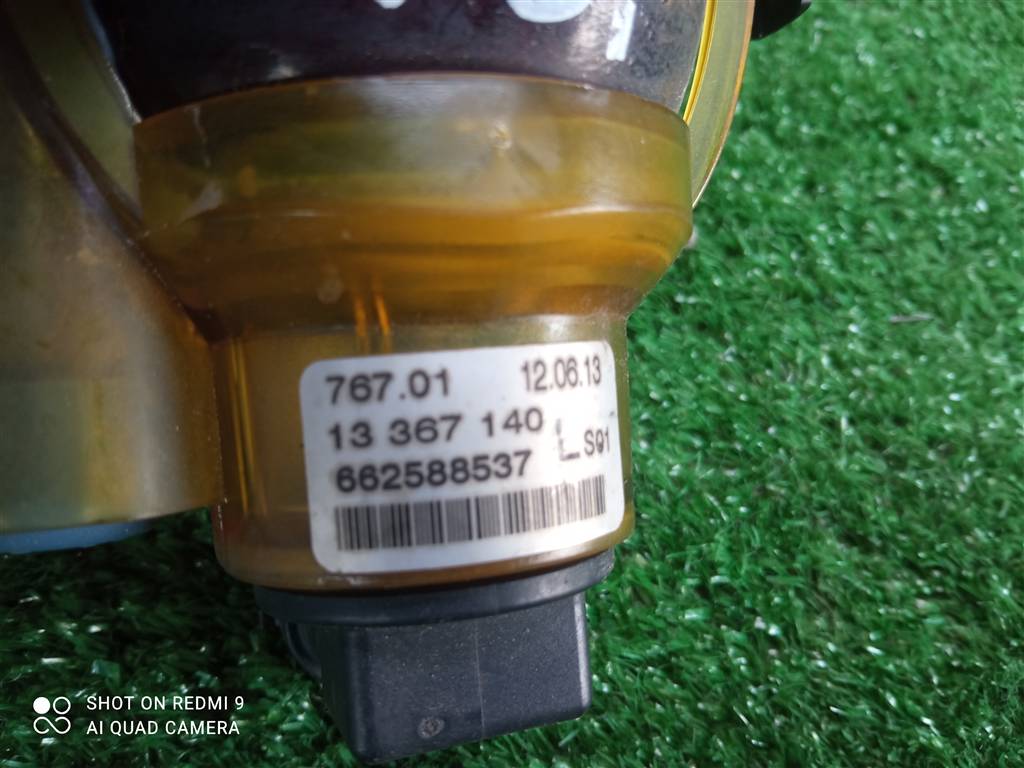 767.01 12.06.13
13 367 140
L S91
662588537
SHOT ON REDMI 9
AI QUAD CAMERA